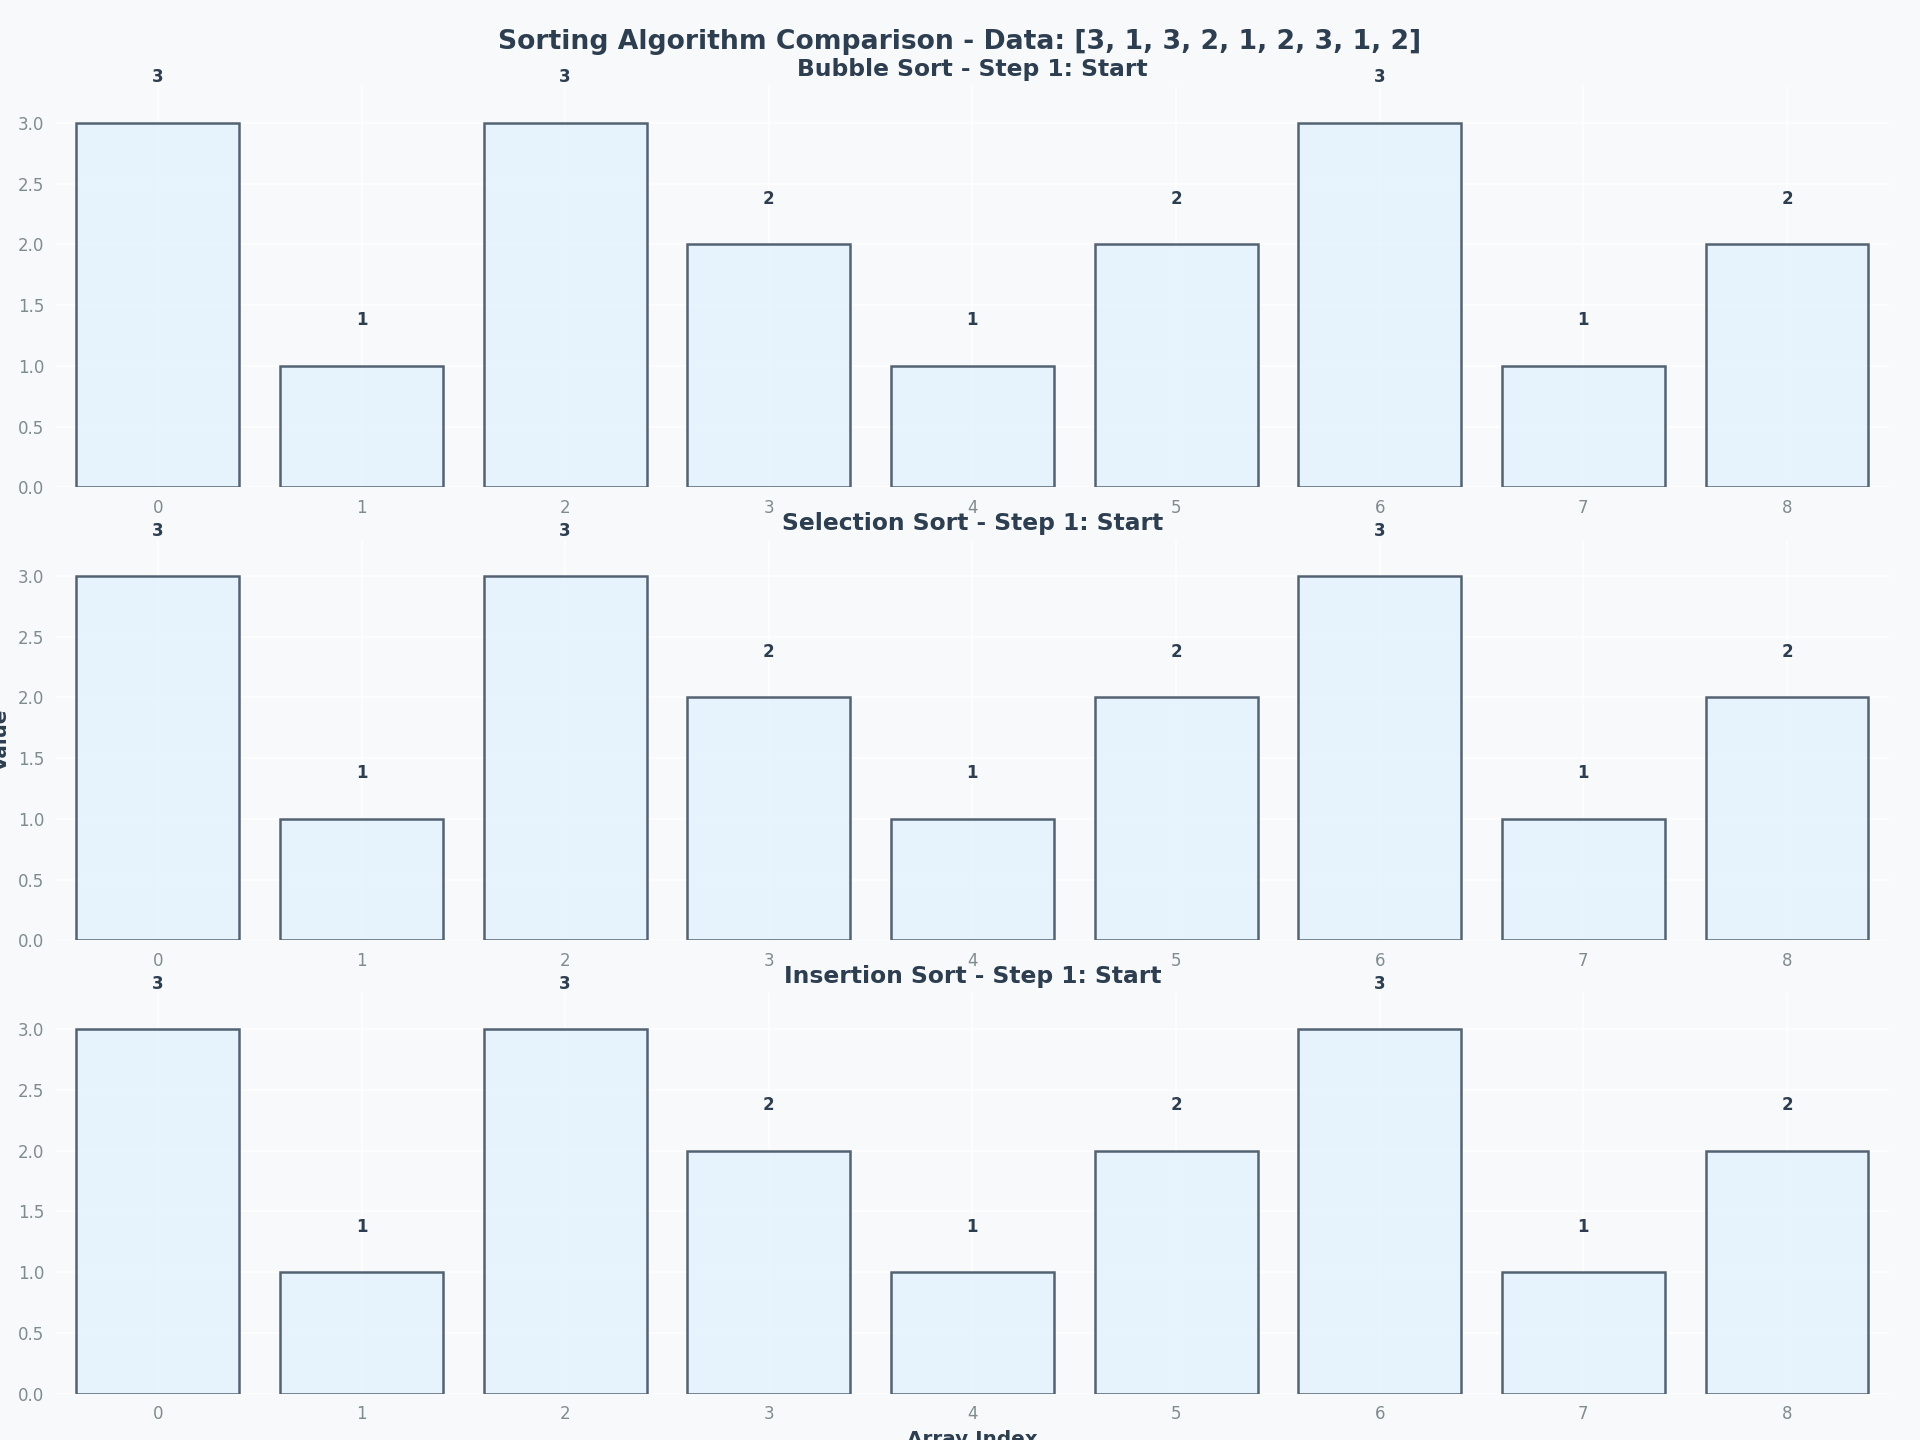 Sorting Algorithm Comparison - Data: [3, 1, 3, 2, 1, 2, 3, 1, 2]
Bubble Sort - Step 1: Start
3 3 3
3.0
2.5
2 2 2
2.0
1.5
1 1 1
1.0
0.5
0.0
0 1 2 3 4 5 6 7 8
Selection Sort - Step 1: Start
3 3 3
3.0
2.5
2 2 2
2.0
Value
1.5
1 1 1
1.0
0.5
0.0
0 1 2 3 4 5 6 7 8
Insertion Sort - Step 1: Start
3 3 3
3.0
2.5
2 2 2
2.0
1.5
1 1 1
1.0
0.5
0.0
0 1 2 3 4 5 6 7 8
Array Index